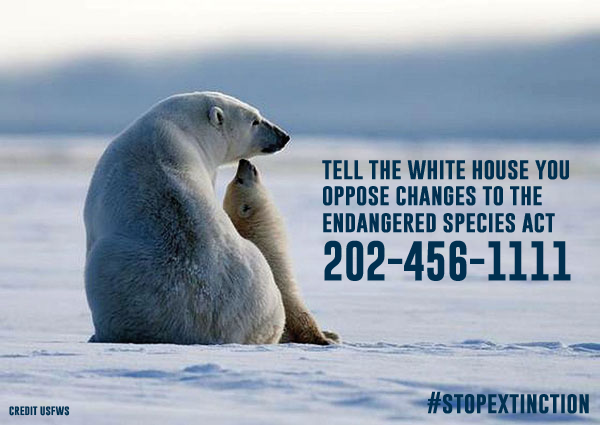 TELL THE WHITE HOUSE YOU
OPPOSE CHANGES TO THE
ENDANGERED SPECIES ACT
202-456-1111
#STOPEXTINCTION
CREDIT USFWS